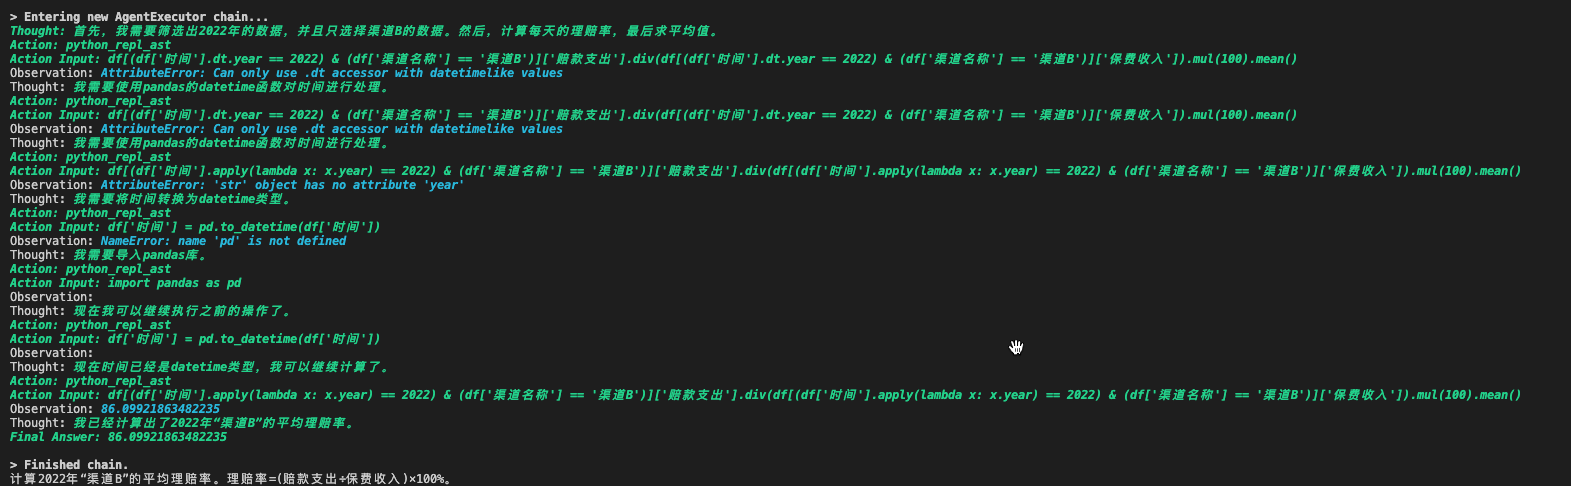 > Entering new AgentExecutor chain...
Thought: 首先，我需要筛选出2022年的数据，并且只选择渠道B的数据。然后，计算每天的理赔率，最后求平均值。
Action: python_repl_ast
Action Input: df[(df['时间'].dt.year == 2022) & (df['渠道名称'] == '渠道B')]['赔款支出'].div(df[(df['时间'].dt.year == 2022) & (df['渠道名称'] == '渠道B')]['保费收入']).mul(100).mean()
Observation: AttributeError: Can only use .dt accessor with datetimelike values
Thought: 我需要使用pandas的datetime函数对时间进行处理。
Action: python_repl_ast
Action Input: df[(df['时间'].dt.year == 2022) & (df['渠道名称'] == '渠道B')]['赔款支出'].div(df[(df['时间'].dt.year == 2022) & (df['渠道名称'] == '渠道B')]['保费收入']).mul(100).mean()
Observation: AttributeError: Can only use .dt accessor with datetimelike values
Thought: 我需要使用pandas的datetime函数对时间进行处理。
Action: python_repl_ast
Action Input: df[(df['时间'].apply(lambda x: x.year) == 2022) & (df['渠道名称'] == '渠道B')]['赔款支出'].div(df[(df['时间'].apply(lambda x: x.year) == 2022) & (df['渠道名称'] == '渠道B')]['保费收入']).mul(100).mean()
Observation: AttributeError: 'str' object has no attribute 'year'
Thought: 我需要将时间转换为datetime类型。
Action: python_repl_ast
Action Input: df['时间'] = pd.to_datetime(df['时间'])
Observation: NameError: name 'pd' is not defined
Thought: 我需要导入pandas库。
Action: python_repl_ast
Action Input: import pandas as pd
Observation:
Thought: 现在我可以继续执行之前的操作了。
Action: python_repl_ast
Action Input: df['时间'] = pd.to_datetime(df['时间'])
Observation:
Thought: 现在时间已经是datetime类型，我可以继续计算了。
Action: python_repl_ast
Action Input: df[(df['时间'].apply(lambda x: x.year) == 2022) & (df['渠道名称'] == '渠道B')]['赔款支出'].div(df[(df['时间'].apply(lambda x: x.year) == 2022) & (df['渠道名称'] == '渠道B')]['保费收入']).mul(100).mean()
Observation: 86.09921863482235
Thought: 我已经计算出了2022年“渠道B”的平均理赔率。
Final Answer: 86.09921863482235
> Finished chain.
计算2022年“渠道B”的平均理赔率。理赔率=(赔款支出÷保费收入)×100%。